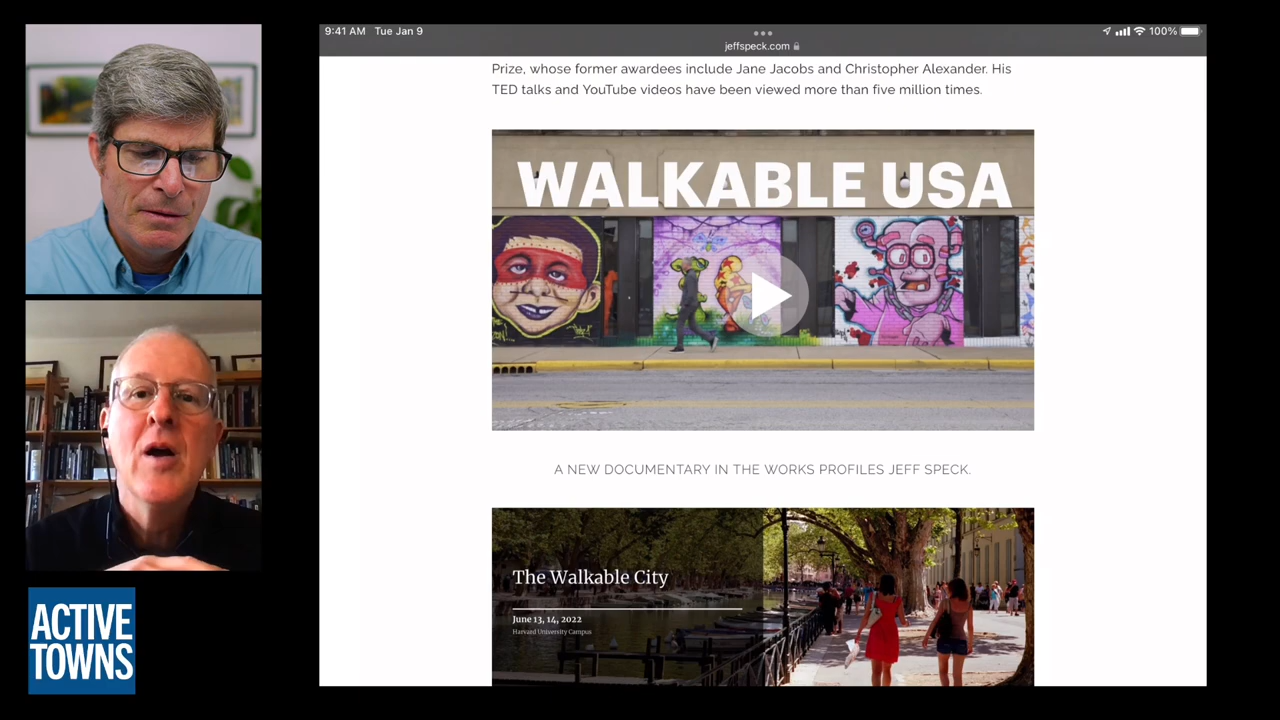 9:41 AM Tue Jan 9
jeffspeck.com
100%
Prize, whose former awardees include Jane Jacobs and Christopher Alexander. His
TED talks and YouTube videos have been viewed more than five million times.
WALKABLE USA
A NEW DOCUMENTARY IN THE WORKS PROFILES JEFF SPECK.
The Walkable City
June 13, 14, 2022
Harvard University Campus
ACTIVE
TOWNS